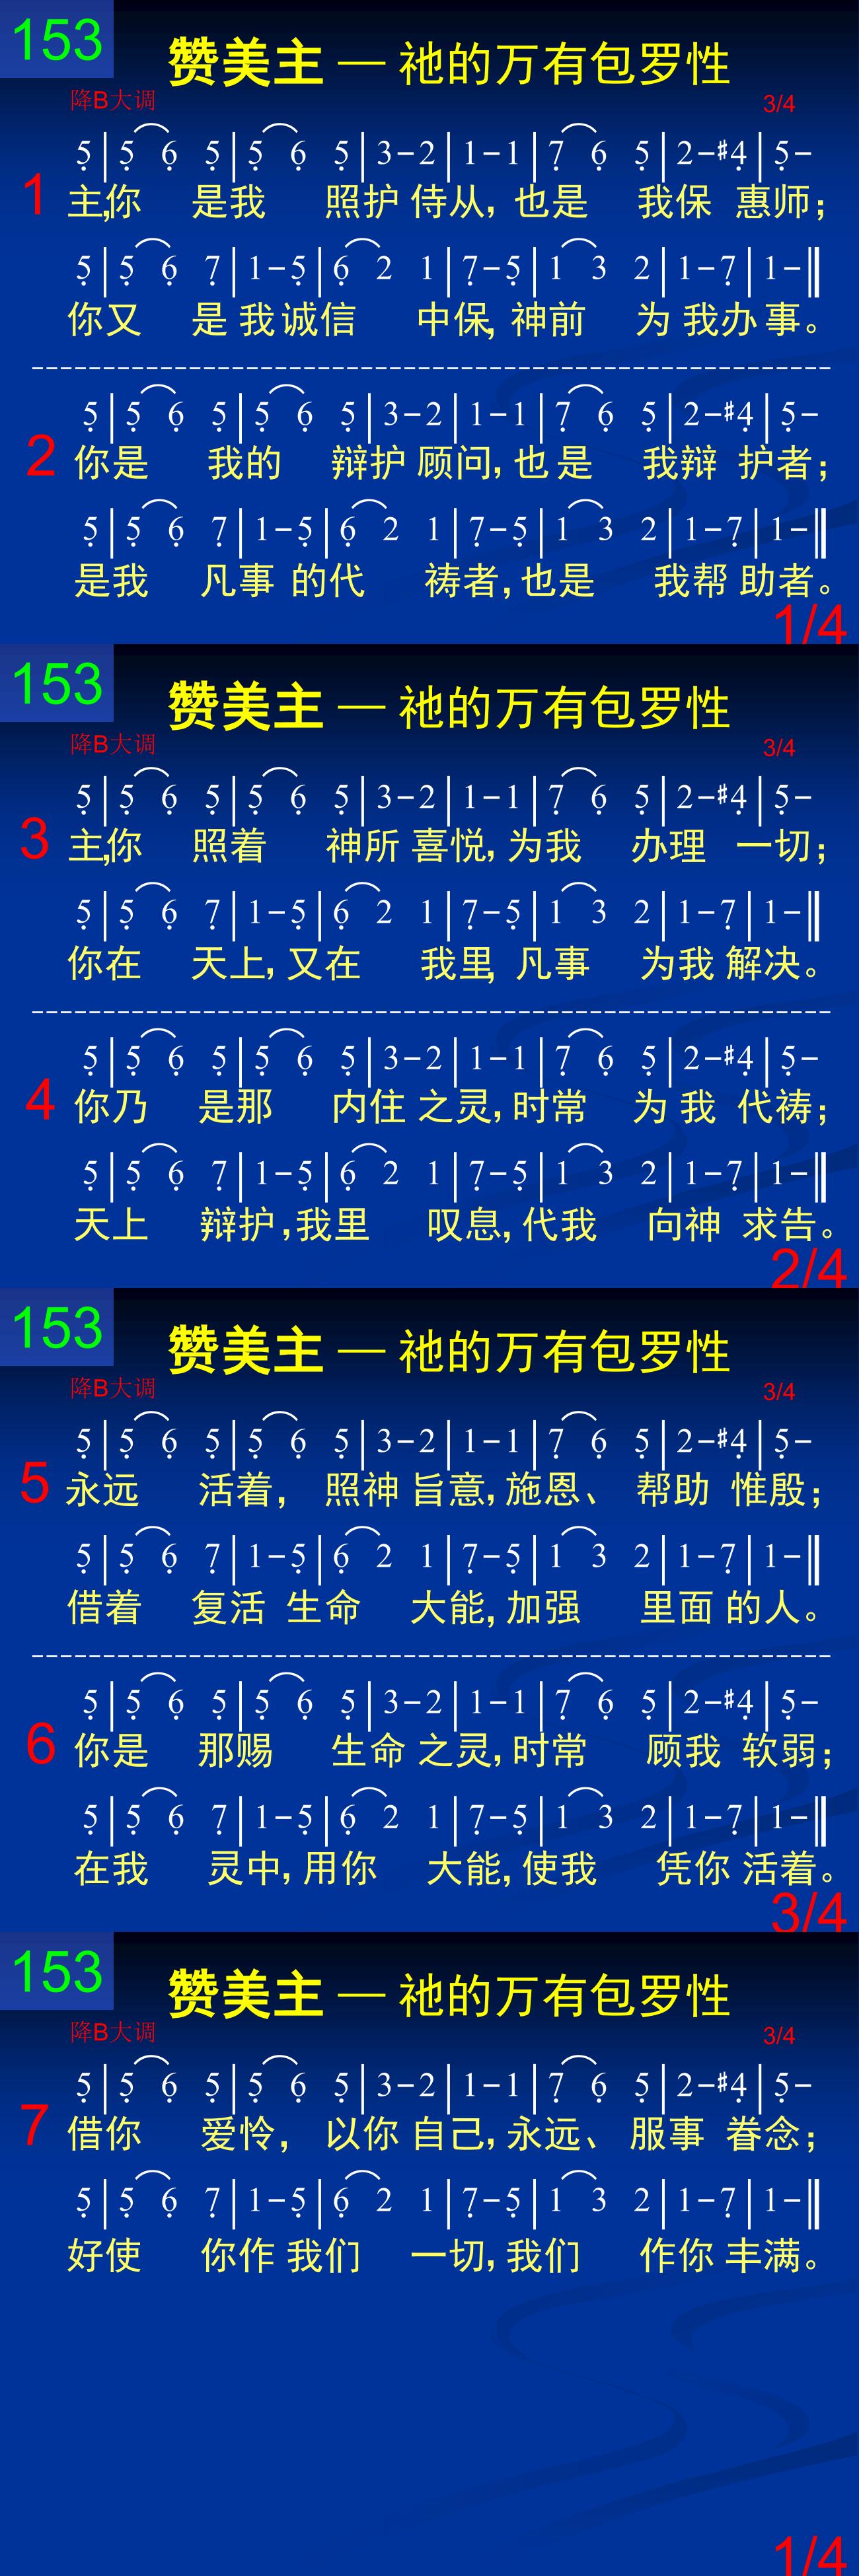 153
赞美主 — 祂的万有包罗性
降B大调 3/4
5|5 6 5|5 6 5|3-2|1-1|7 6 5|2-#4|5-
1 主,你 是我 照护 侍从, 也是 我保 惠师;
5|5 6 7|1-5|6 2 1|7-5|1 3 2|1-7|1-‖
你又 是 我 诚信 中保, 神前 为 我办 事。
5|5 6 5|5 6 5|3-2|1-1|7 6 5|2-#4|5-
2 你是 我的 辩护 顾问, 也是 我辩 护者;
5|5 6 7|1-5|6 2 1|7-5|1 3 2|1-7|1-‖
是我 凡事 的代 祷者, 也是 我帮 助者。
1/4
153
赞美主 — 祂的万有包罗性
降B大调 3/4
5|5 6 5|5 6 5|3-2|1-1|7 6 5|2-#4|5-
3 主,你 照着 神所 喜悦, 为我 办理 一切;
5|5 6 7|1-5|6 2 1|7-5|1 3 2|1-7|1-‖
你在 天上, 又在 我里, 凡事 为我 解决。
5|5 6 5|5 6 5|3-2|1-1|7 6 5|2-#4|5-
4 你乃 是那 内住 之灵, 时常 为 我 代祷;
5|5 6 7|1-5|6 2 1|7-5|1 3 2|1-7|1-‖
天上 辩护, 我里 叹息, 代我 向神 求告。
2/4
153
赞美主 — 祂的万有包罗性
降B大调 3/4
5|5 6 5|5 6 5|3-2|1-1|7 6 5|2-#4|5-
5 永远 活着, 照神 旨意, 施恩、 帮助 惟殷;
5|5 6 7|1-5|6 2 1|7-5|1 3 2|1-7|1-‖
借着 复活 生命 大能, 加强 里面 的人。
5|5 6 5|5 6 5|3-2|1-1|7 6 5|2-#4|5-
6 你是 那赐 生命 之灵, 时常 顾我 软弱;
5|5 6 7|1-5|6 2 1|7-5|1 3 2|1-7|1-‖
在我 灵中, 用你 大能, 使我 凭你 活着。
3/4
153
赞美主 — 祂的万有包罗性
降B大调 3/4
5|5 6 5|5 6 5|3-2|1-1|7 6 5|2-#4|5-
7 借你 爱怜, 以你 自己, 永远、 服事 眷念;
5|5 6 7|1-5|6 2 1|7-5|1 3 2|1-7|1-‖
好使 你作 我们 一切, 我们 作你 丰满。
1/4